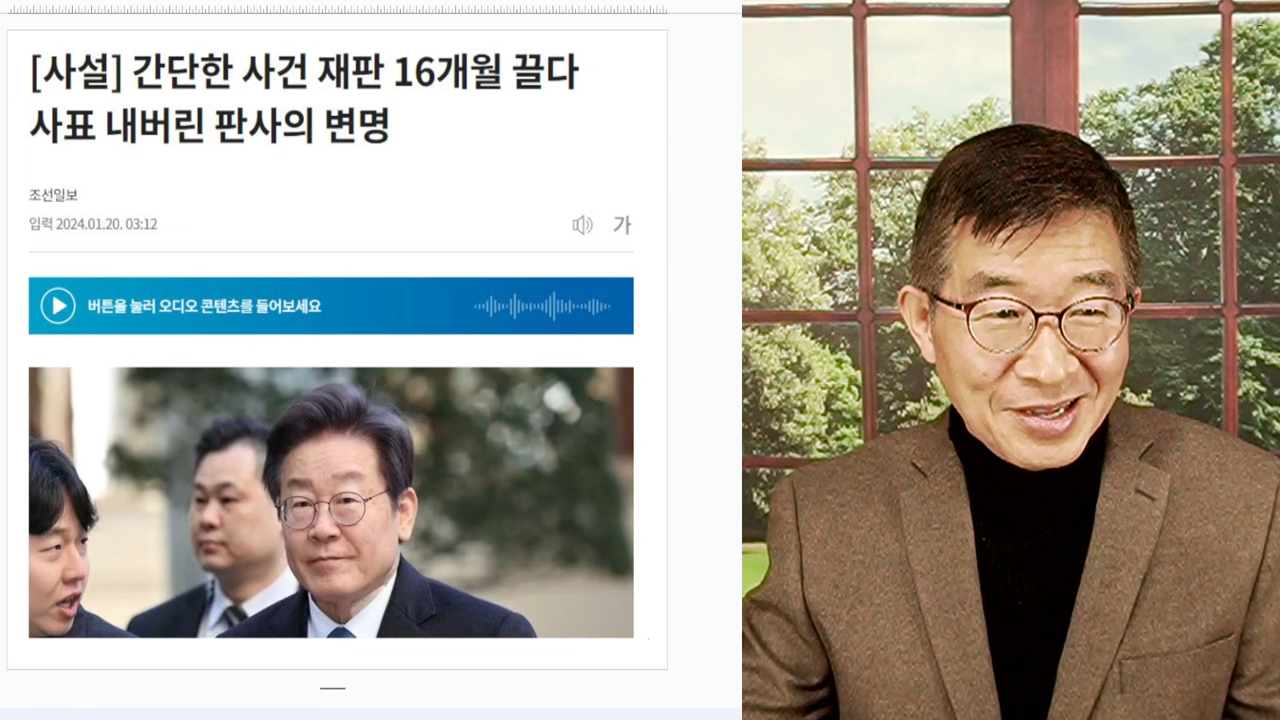 [사설] 간단한 사건 재판 16개월 끌다
사표 내버린 판사의 변명
조선일보
입력 2024.01.20. 03:12
가
버튼을 눌러 오디오 콘텐츠를 들어보세요